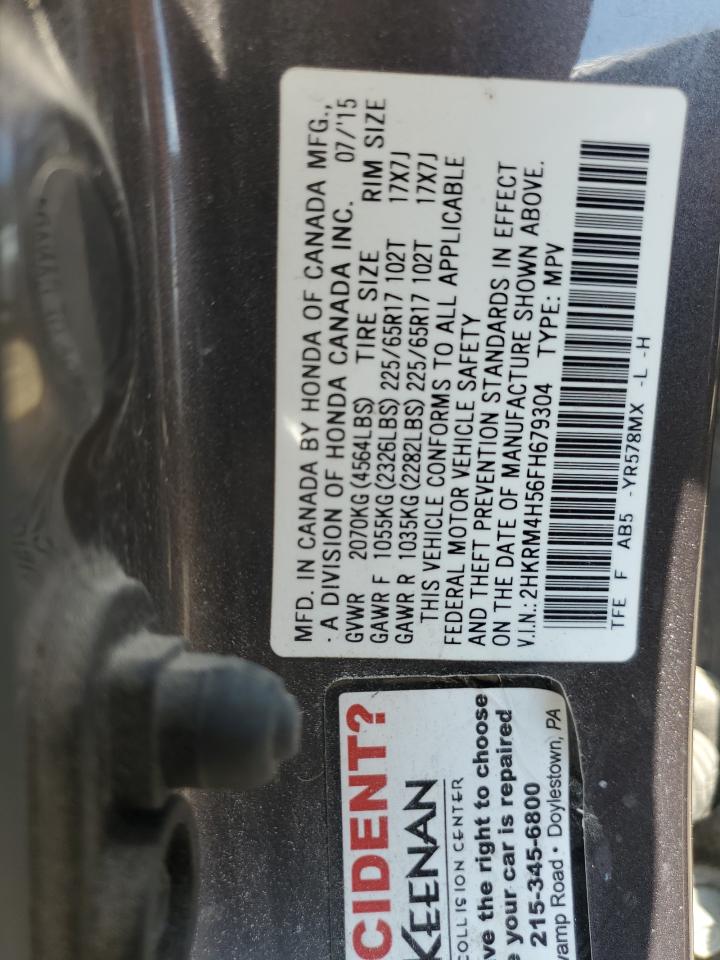 MFD. IN CANADA BY HONDA OF CANADA MFG.,
A DIVISION OF HONDA CANADA INC. 07/'15
GVWR 2070KG(4564LBS) TIRE SIZE RIM SIZE
GAWR F 1055KG(2326LBS) 225/65R17 102T 17X7J
GAWR R 1035KG(2282LBS) 225/65R17 102T 17X7J
THIS VEHICLE CONFORMS TO ALL APPLICABLE
FEDERAL MOTOR VEHICLE SAFETY
AND THEFT PREVENTION STANDARDS IN EFFECT
ON THE DATE OF MANUFACTURE SHOWN ABOVE.
V.I.N.:2HKRM4H56FH679304 TYPE: MPV
TFE F AB5 -YR578MX -L -H
CIDENT?
KEENAN
COLLISION CENTER
ve the right to choose
e your car is repaired
215-345-6800
wamp Road • Doylestown, PA